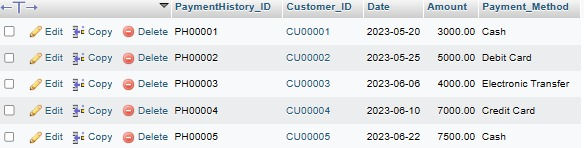 PaymentHistory_ID Customer_ID Date Amount Payment_Method
Edit Copy Delete PH00001 CU00001 2023-05-20 3000.00 Cash
Edit Copy Delete PH00002 CU00002 2023-05-25 5000.00 Debit Card
Edit Copy Delete PH00003 CU00003 2023-06-06 4000.00 Electronic Transfer
Edit Copy Delete PH00004 CU00004 2023-06-10 7000.00 Credit Card
Edit Copy Delete PH00005 CU00005 2023-06-22 7500.00 Cash